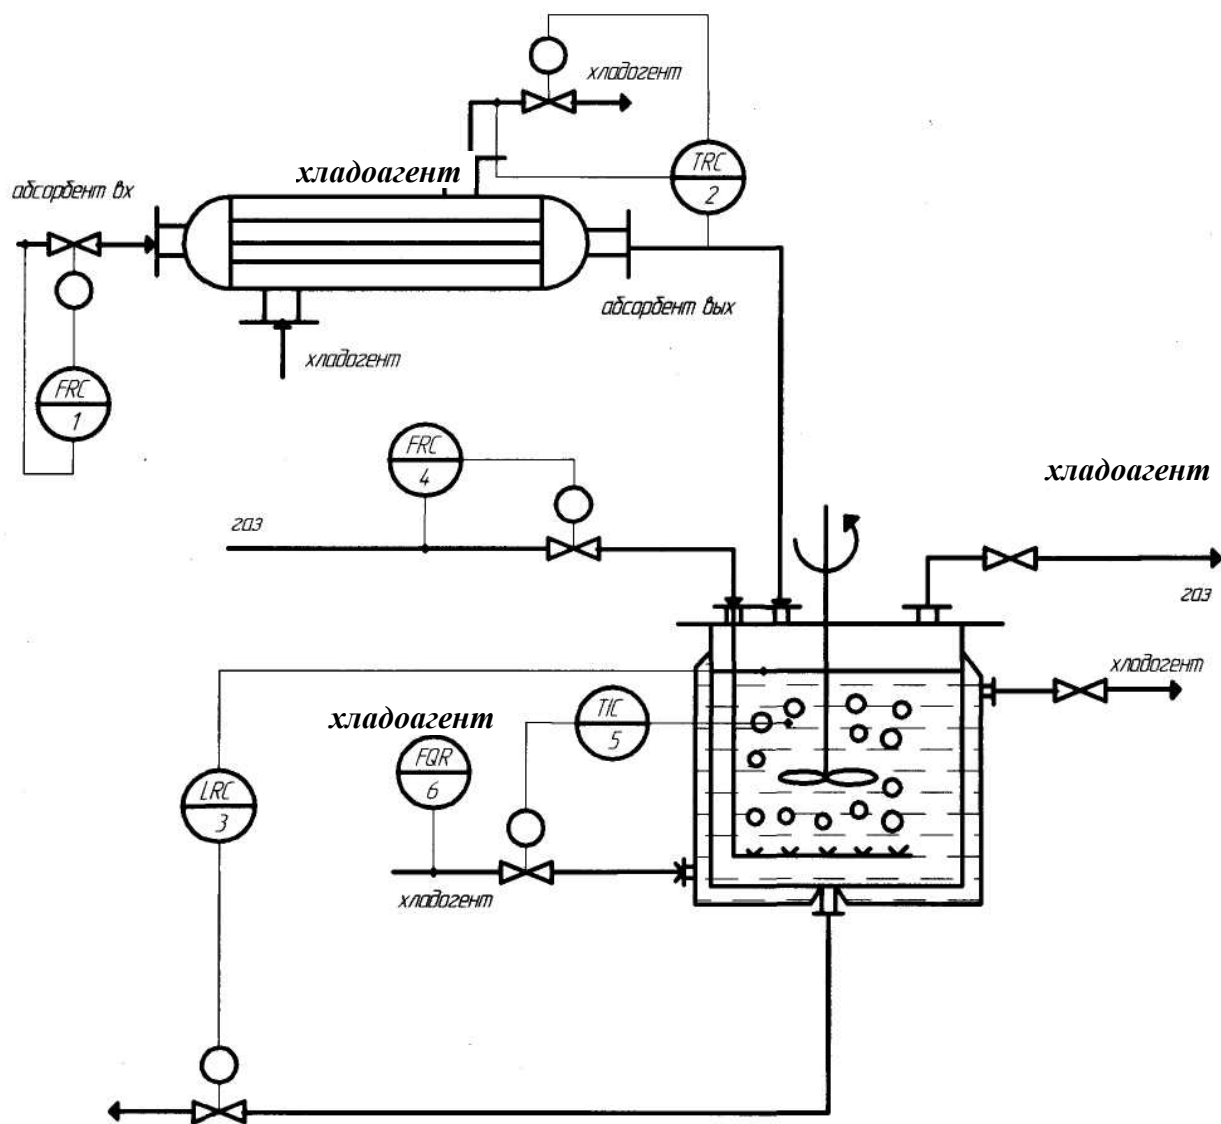 хладогент
TRC
2
хладоагент
абсорбент вх
абсорбент вых
хладогент
FRC
1
FRC
4
хладоагент
газ
газ
хладогент
хладоагент
TIC
5
FQR
6
LRC
3
хладогент